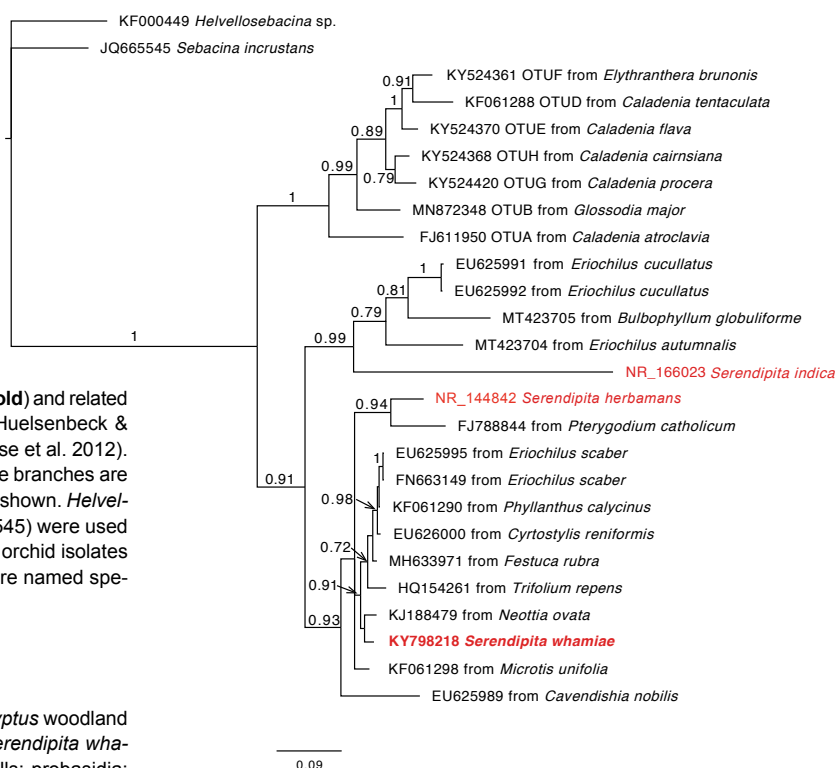 KF000449 Helvellosebacina sp.
JQ665545 Sebacina incrustans
0.91
KY524361 OTUF from Elythranthera brunonis
1
KF061288 OTUD from Caladenia tentaculata
0.89
KY524370 OTUE from Caladenia flava
0.99
KY524368 OTUH from Caladenia cairnsiana
0.79
KY524420 OTUG from Caladenia procera
1
MN872348 OTUB from Glossodia major
FJ611950 OTUA from Caladenia atroclavia
1
EU625991 from Eriochilus cucullatus
0.81
EU625992 from Eriochilus cucullatus
0.79
MT423705 from Bulbophyllum globuliforme
1
0.99
MT423704 from Eriochilus autumnalis
NR_166023 Serendipita indica
0.94
NR_144842 Serendipita herbamans
FJ788844 from Pterygodium catholicum
1
EU625995 from Eriochilus scaber
0.91
FN663149 from Eriochilus scaber
0.98
KF061290 from Phyllanthus calycinus
EU626000 from Cyrtostylis reniformis
0.72
MH633971 from Festuca rubra
0.91
HQ154261 from Trifolium repens
0.93
KJ188479 from Neottia ovata
KY798218 Serendipita whamiae
KF061298 from Microtis unifolia
EU625989 from Cavendishia nobilis
0.09
old) and related
Huelsenbeck &
se et al. 2012).
e branches are
shown. Helvel-
545) were used
orchid isolates
re named spe-
yptus woodland
erendipita wha-